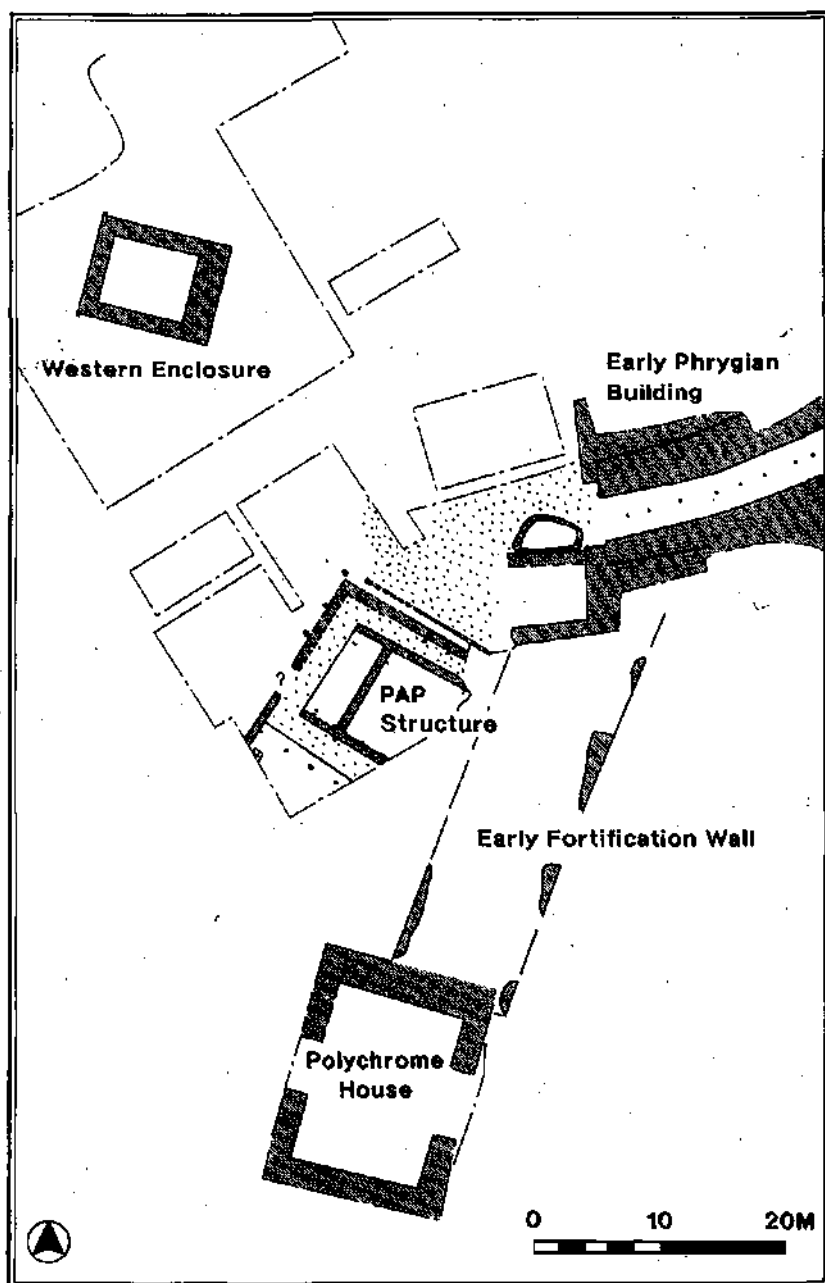 Western Enclosure
Early Phrygian
Building
PAP
Structure
Early Fortification Wall
Polychrome
House
0 10 20M